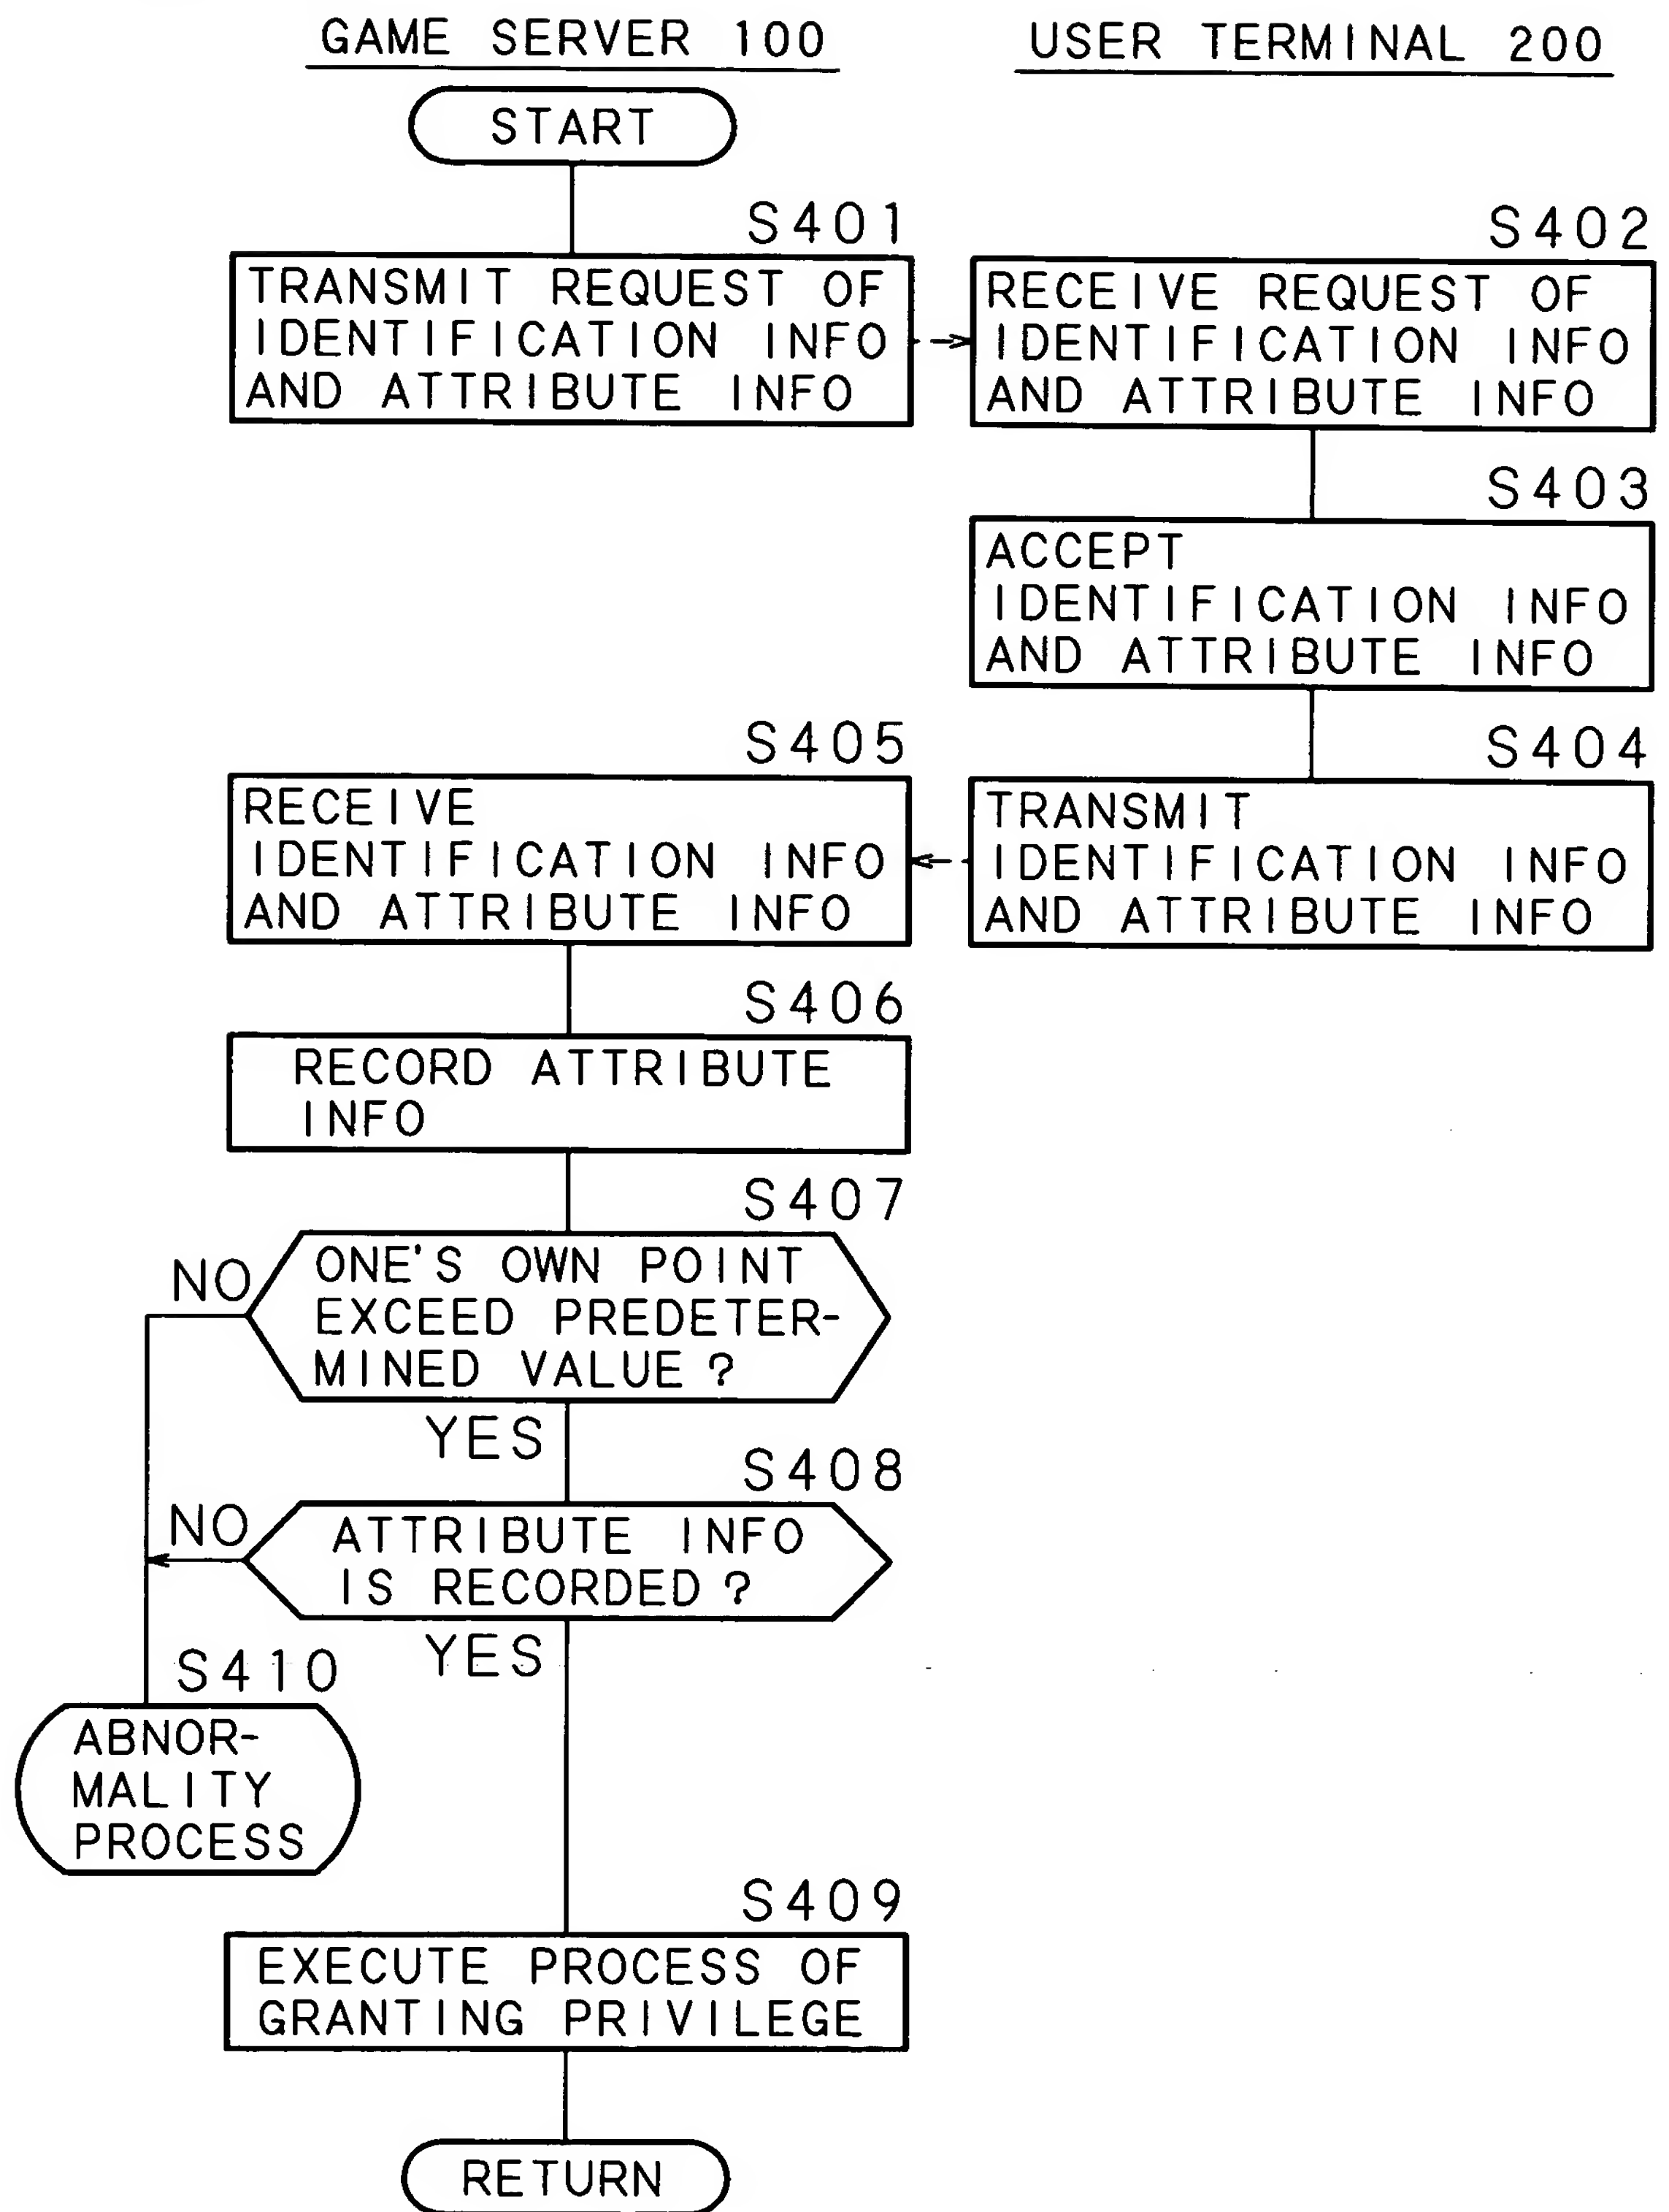 GAME SERVER 100
USER TERMINAL 200
START
S401
TRANSMIT REQUEST OF
IDENTIFICATION INFO
AND ATTRIBUTE INFO
S402
RECEIVE REQUEST OF
IDENTIFICATION INFO
AND ATTRIBUTE INFO
S403
ACCEPT
IDENTIFICATION INFO
AND ATTRIBUTE INFO
S404
TRANSMIT
IDENTIFICATION INFO
AND ATTRIBUTE INFO
S405
RECEIVE
IDENTIFICATION INFO
AND ATTRIBUTE INFO
S406
RECORD ATTRIBUTE
INFO
S407
ONE'S OWN POINT
EXCEED PREDETER-
MINED VALUE?
NO
YES
S408
ATTRIBUTE INFO
IS RECORDED?
NO
YES
S410
ABNOR-
MALITY
PROCESS
S409
EXECUTE PROCESS OF
GRANTING PRIVILEGE
RETURN